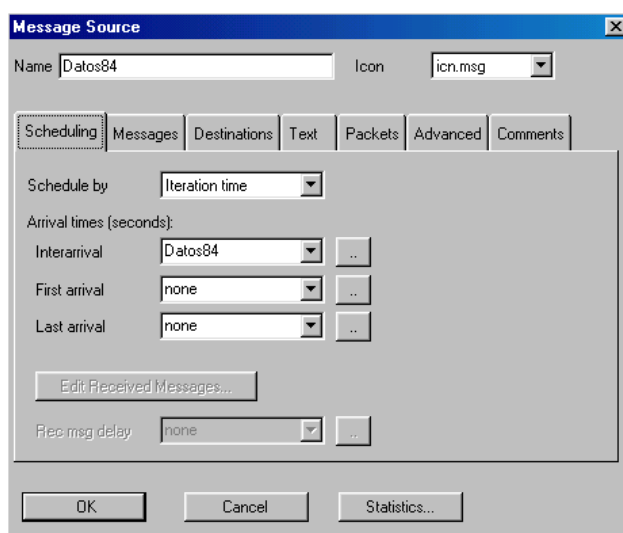 Message Source
Name Datos84 Icon icn.msg
Scheduling Messages Destinations Text Packets Advanced Comments
Schedule by Iteration time
Arrival times (seconds):
Interarrival Datos84 ..
First arrival none ..
Last arrival none ..
Edit Received Messages...
Rec msg delay none ..
OK Cancel Statistics...